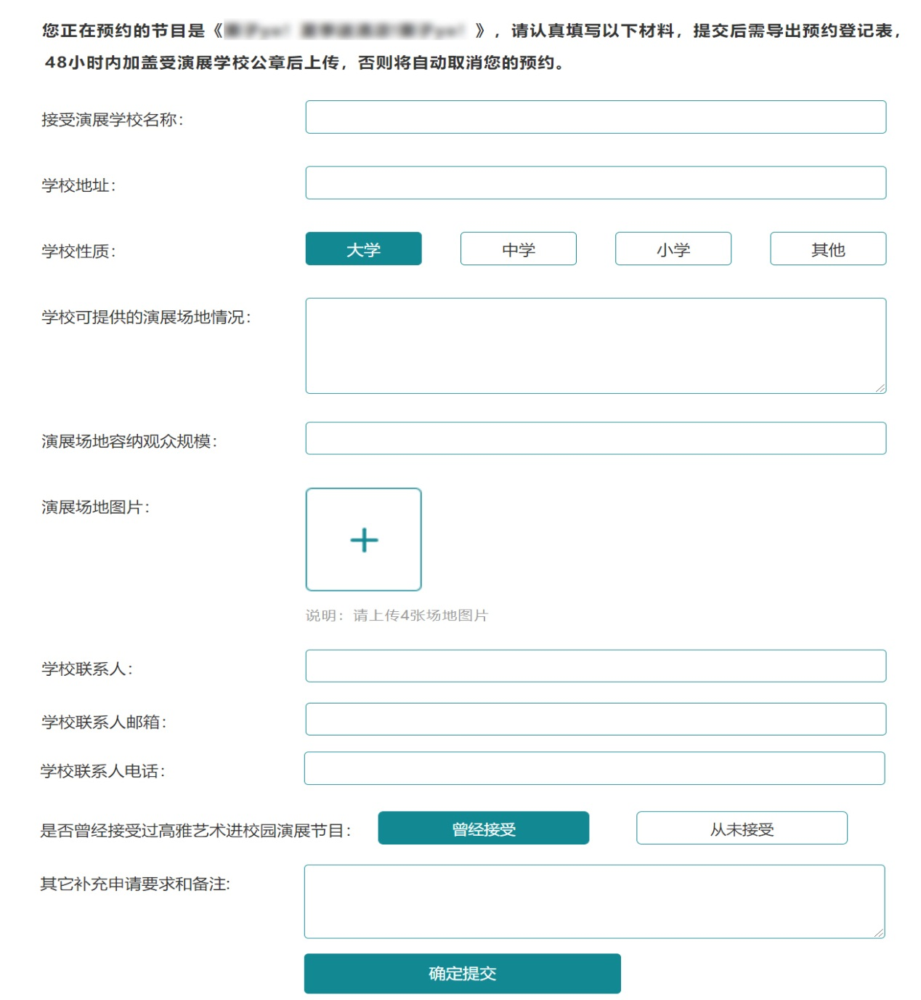 您正在预约的节目是《 》，请认真填写以下材料，提交后需导出预约登记表，
48小时内加盖受演展学校公章后上传，否则将自动取消您的预约。
接受演展学校名称：
学校地址：
学校性质：
大学
中学
小学
其他
学校可提供的演展场地情况：
演展场地容纳观众规模：
演展场地图片：
说明：请上传4张场地图片
学校联系人：
学校联系人邮箱：
学校联系人电话：
是否曾经接受过高雅艺术进校园演展节目：
曾经接受
从未接受
其它补充申请要求和备注:
确定提交